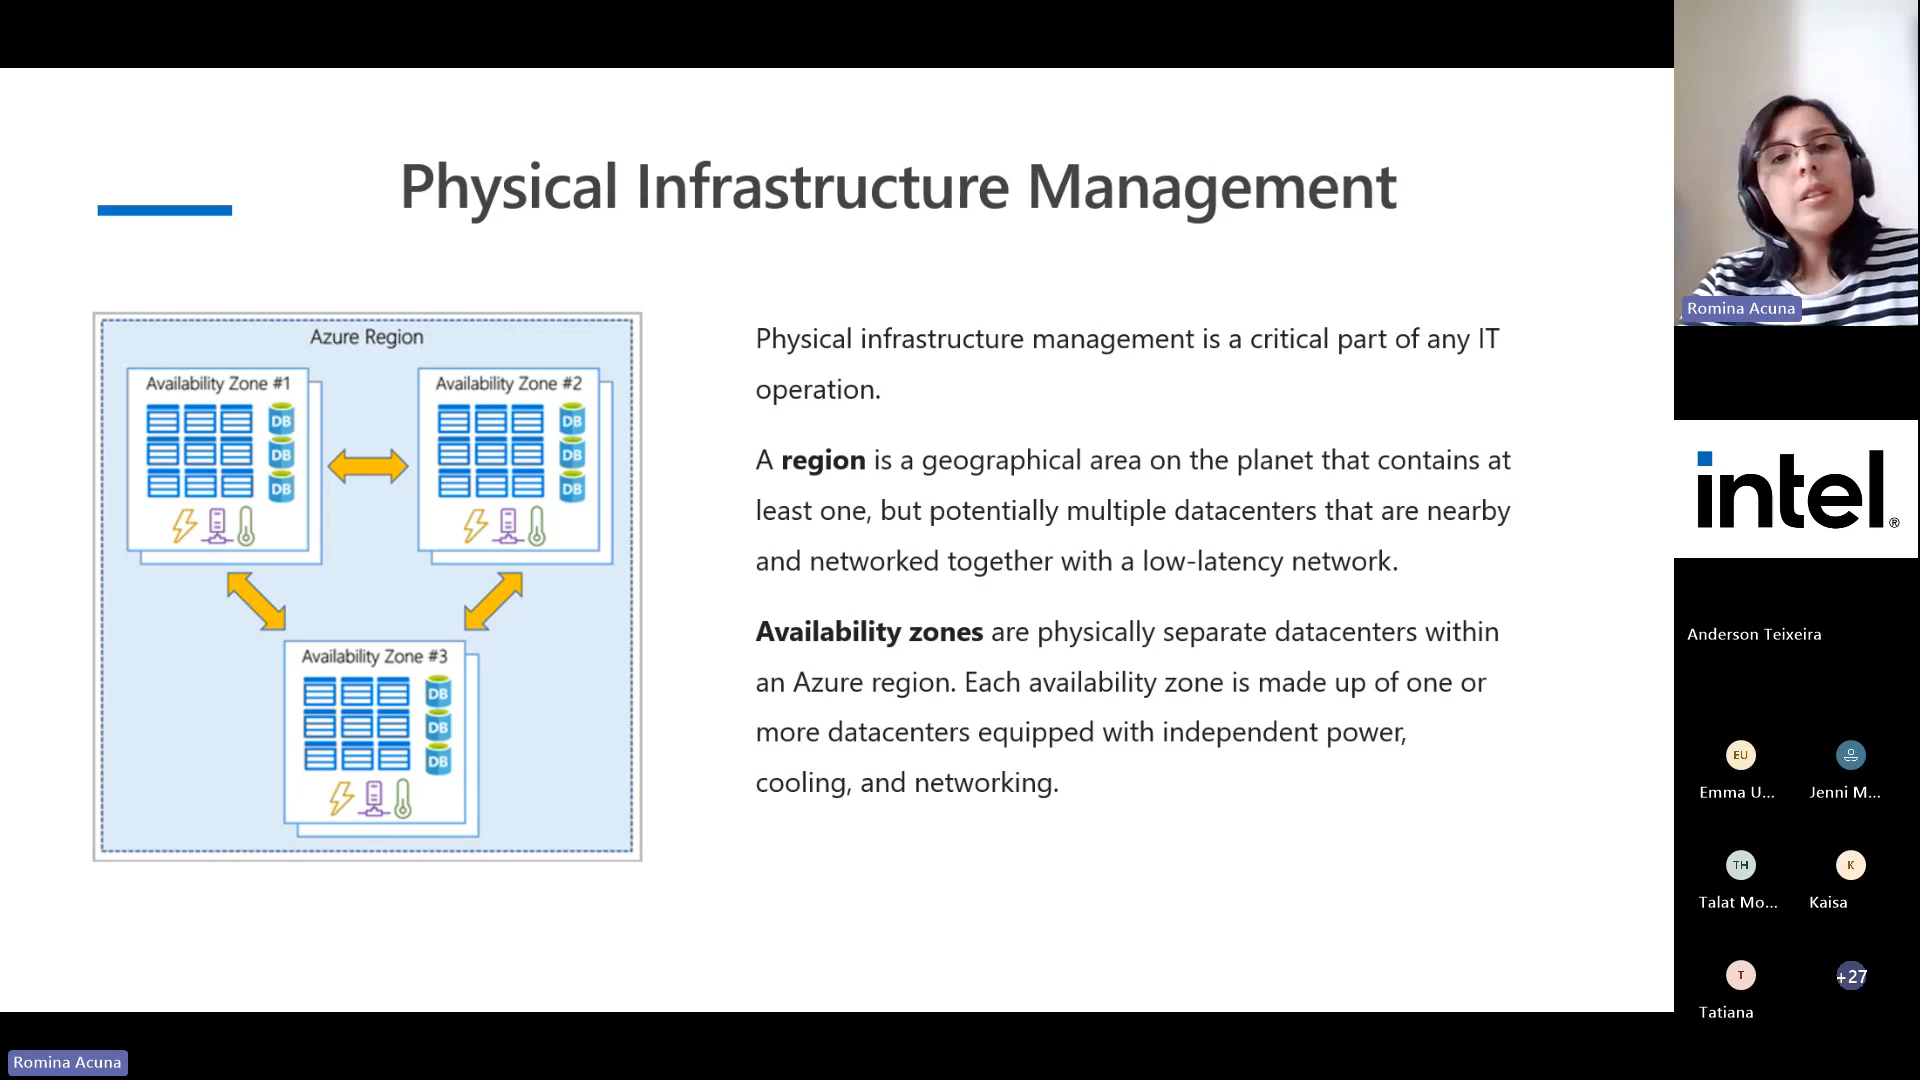 Physical Infrastructure Management
Azure Region
Availability Zone #1
DB
DB
DB
Availability Zone #2
DB
DB
DB
Availability Zone #3
DB
DB
DB
Physical infrastructure management is a critical part of any IT
operation.
A region is a geographical area on the planet that contains at
least one, but potentially multiple datacenters that are nearby
and networked together with a low-latency network.
Availability zones are physically separate datacenters within
an Azure region. Each availability zone is made up of one or
more datacenters equipped with independent power,
cooling, and networking.
Romina Acuna
intel®
Anderson Teixeira
EU
Emma U...
Jenni M...
TH
Talat Mo...
K
Kaisa
T
Tatiana
+27
Romina Acuna